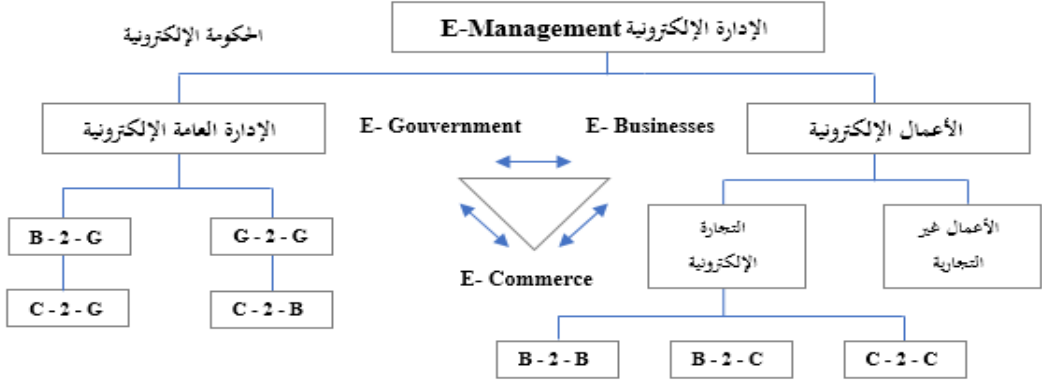 الإدارة الإلكترونية E-Management
الحكومة الإلكترونية
الأعمال الإلكترونية
E- Businesses
E- Gouvernment
الإدارة العامة الإلكترونية
الأعمال غير
التجارية
التجارة
الإلكترونية
G - 2 - G
B - 2 - G
E- Commerce
C - 2 - B
C - 2 - G
C - 2 - C
B - 2 - C
B - 2 - B